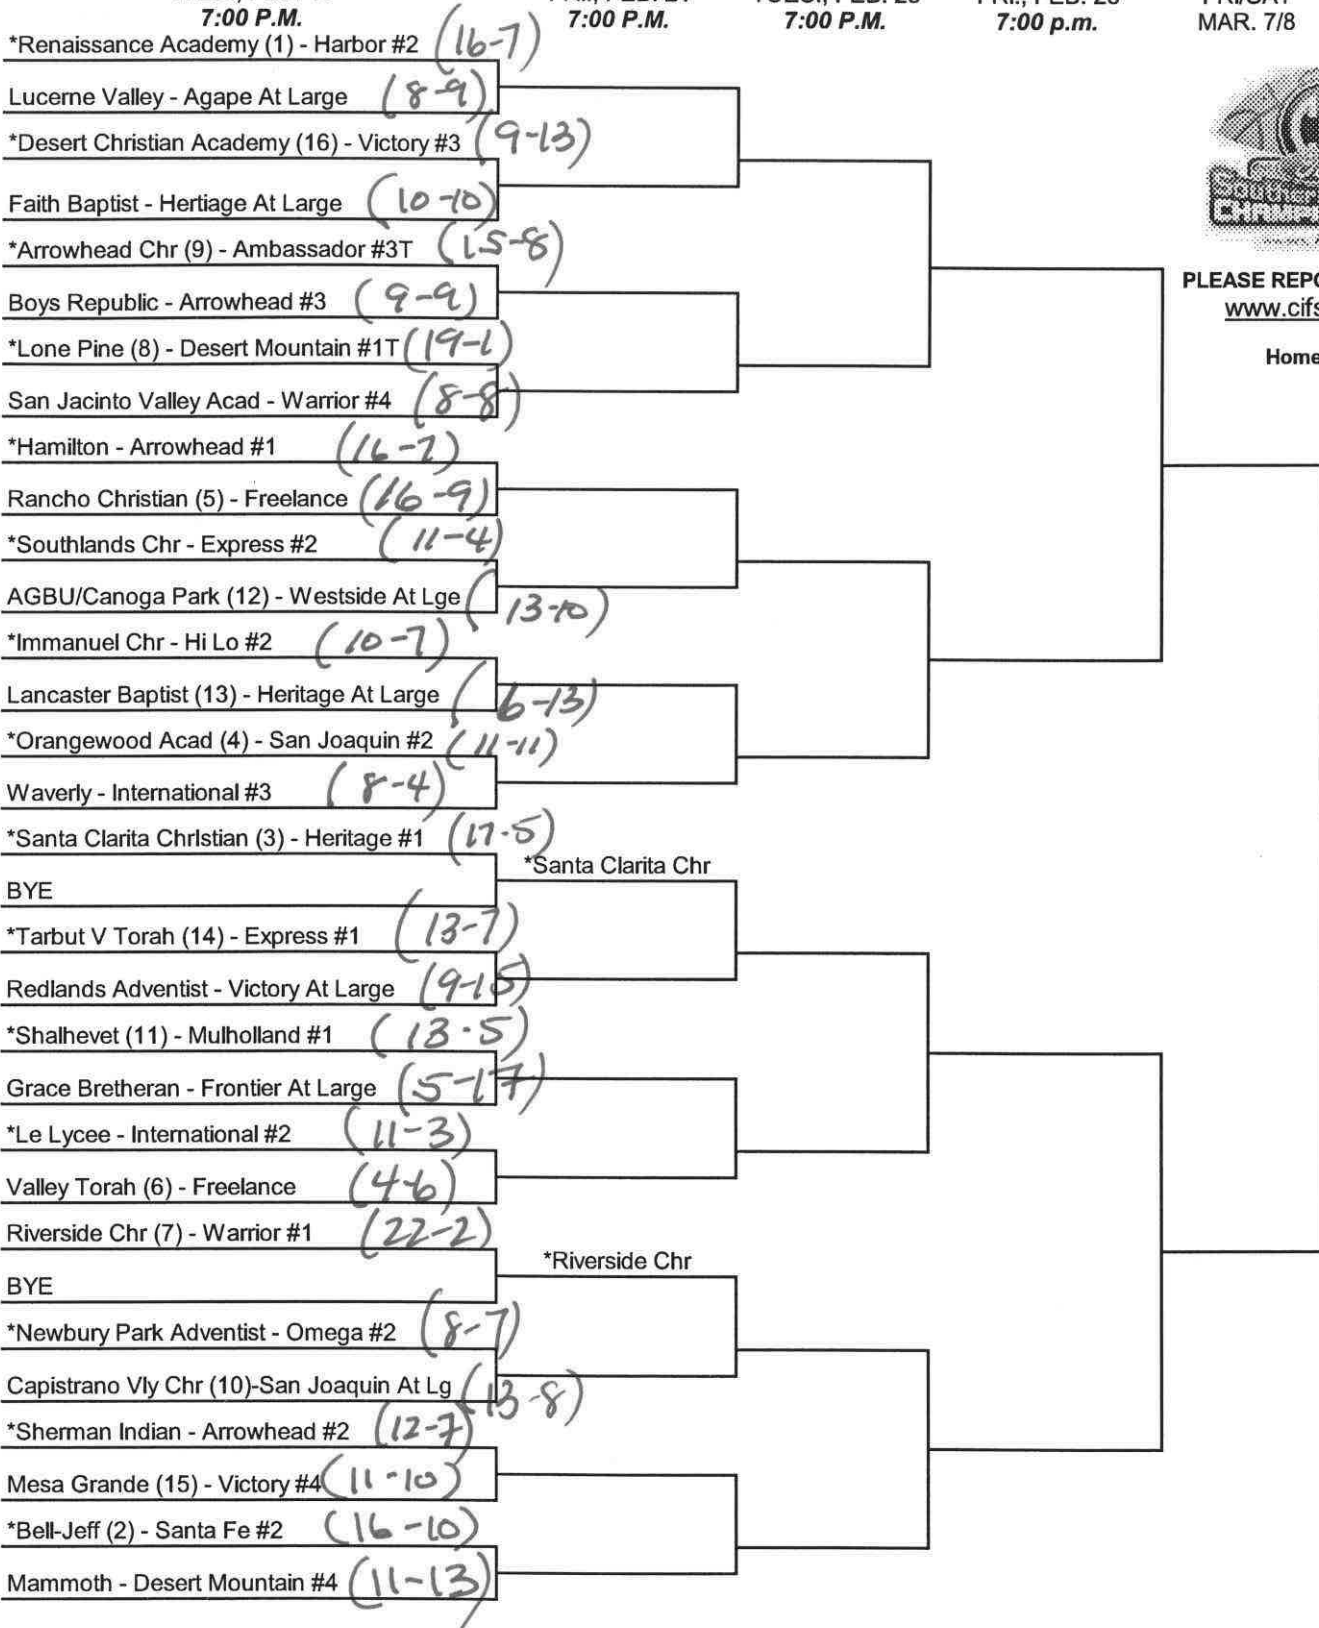 7:00 P.M.
7:00 P.M.
7:00 P.M.
7:00 p.m.
MAR. 7/8
*Renaissance Academy (1) - Harbor #2 (16-7)
Lucerne Valley - Agape At Large (8-9)
*Desert Christian Academy (16) - Victory #3 (9-13)
Faith Baptist - Hertiage At Large (10-10)
*Arrowhead Chr (9) - Ambassador #3T (15-8)
PLEASE REPO
Boys Republic - Arrowhead #3 (9-9)
www.cifs
*Lone Pine (8) - Desert Mountain #1T (19-1)
Home
San Jacinto Valley Acad - Warrior #4 (8-8)
*Hamilton - Arrowhead #1
Rancho Christian (5) - Freelance (16-9)
*Southlands Chr - Express #2 (11-4)
AGBU/Canoga Park (12) - Westside At Lge (13-10)
*Immanuel Chr - Hi Lo #2 (10-7)
Lancaster Baptist (13) - Heritage At Large (6-13)
*Orangewood Acad (4) - San Joaquin #2 (11-11)
Waverly - International #3 (8-4)
*Santa Clarita ChrIstian (3) - Heritage #1 (17-5)
*Santa Clarita Chr
BYE
*Tarbut V Torah (14) - Express #1 (13-7)
Redlands Adventist - Victory At Large (9-15)
*Shalhevet (11) - Mulholland #1 (13-5)
Grace Bretheran - Frontier At Large (5-17)
*Le Lycee - International #2 (11-3)
Valley Torah (6) - Freelance (4-6)
Riverside Chr (7) - Warrior #1 (22-2)
*Riverside Chr
BYE
*Newbury Park Adventist - Omega #2 (8-7)
Capistrano Vly Chr (10)-San Joaquin At Lg (13-8)
*Sherman Indian - Arrowhead #2 (12-7)
Mesa Grande (15) - Victory #4 (11-10)
*Bell-Jeff (2) - Santa Fe #2 (16-10)
Mammoth - Desert Mountain #4 (11-13)